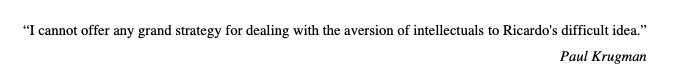 “I cannot offer any grand strategy for dealing with the aversion of intellectuals to Ricardo's difficult idea.”
Paul Krugman